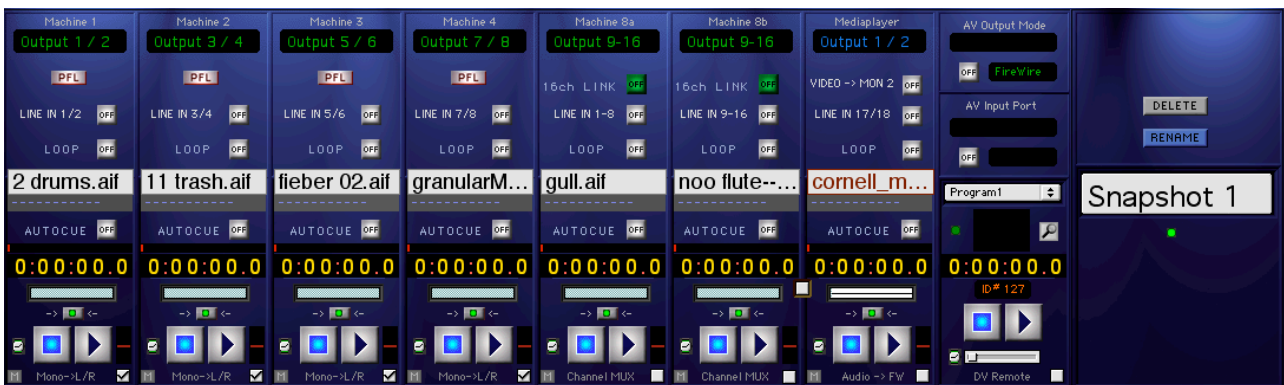 Machine 1 Machine 2 Machine 3 Machine 4 Machine 8a Machine 8b Mediaplayer AV Output Mode
Output 1 / 2 Output 3 / 4 Output 5 / 6 Output 7 / 8 Output 9-16 Output 9-16 Output 1 / 2
PFL PFL PFL PFL OFF FireWire
16ch LINK OFF 16ch LINK OFF VIDEO -> MON 2 OFF
AV Input Port DELETE
LINE IN 1/2 OFF LINE IN 3/4 OFF LINE IN 5/6 OFF LINE IN 7/8 OFF LINE IN 1-8 OFF LINE IN 9-16 OFF LINE IN 17/18 OFF
RENAME
LOOP OFF LOOP OFF LOOP OFF LOOP OFF LOOP OFF LOOP OFF LOOP OFF OFF
2 drums.aif 11 trash.aif fieber 02.aif granularM... gull.aif noo flute--... cornell_m... Program1 Snapshot 1
AUTOCUE OFF AUTOCUE OFF AUTOCUE OFF AUTOCUE OFF AUTOCUE OFF AUTOCUE OFF AUTOCUE OFF
0:00:00.0 0:00:00.0 0:00:00.0 0:00:00.0 0:00:00.0 0:00:00.0 0:00:00.0 0:00:00.0
ID# 127
-> <- -> <- -> <- -> <- -> <- -> <- -> <-
M Mono->L/R M Mono->L/R M Mono->L/R M Mono->L/R M Channel MUX M Channel MUX M Audio -> FW DV Remote